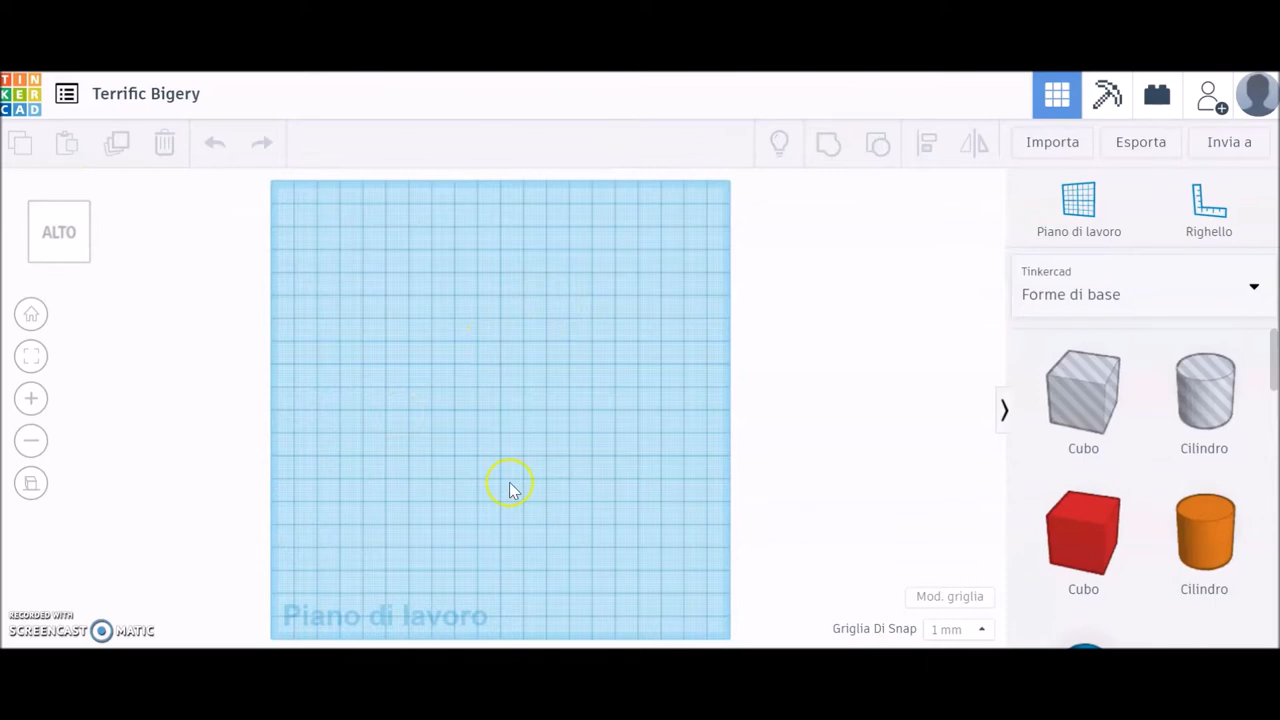 TIN
KER
CAD
Terrific Bigery
Importa
Esporta
Invia a
ALTO
Piano di lavoro
Righello
Tinkercad
Forme di base
Cubo
Cilindro
Cubo
Cilindro
Mod. griglia
Piano di lavoro
Griglia Di Snap
1 mm
RECORDED WITH
SCREENCAST MATIC